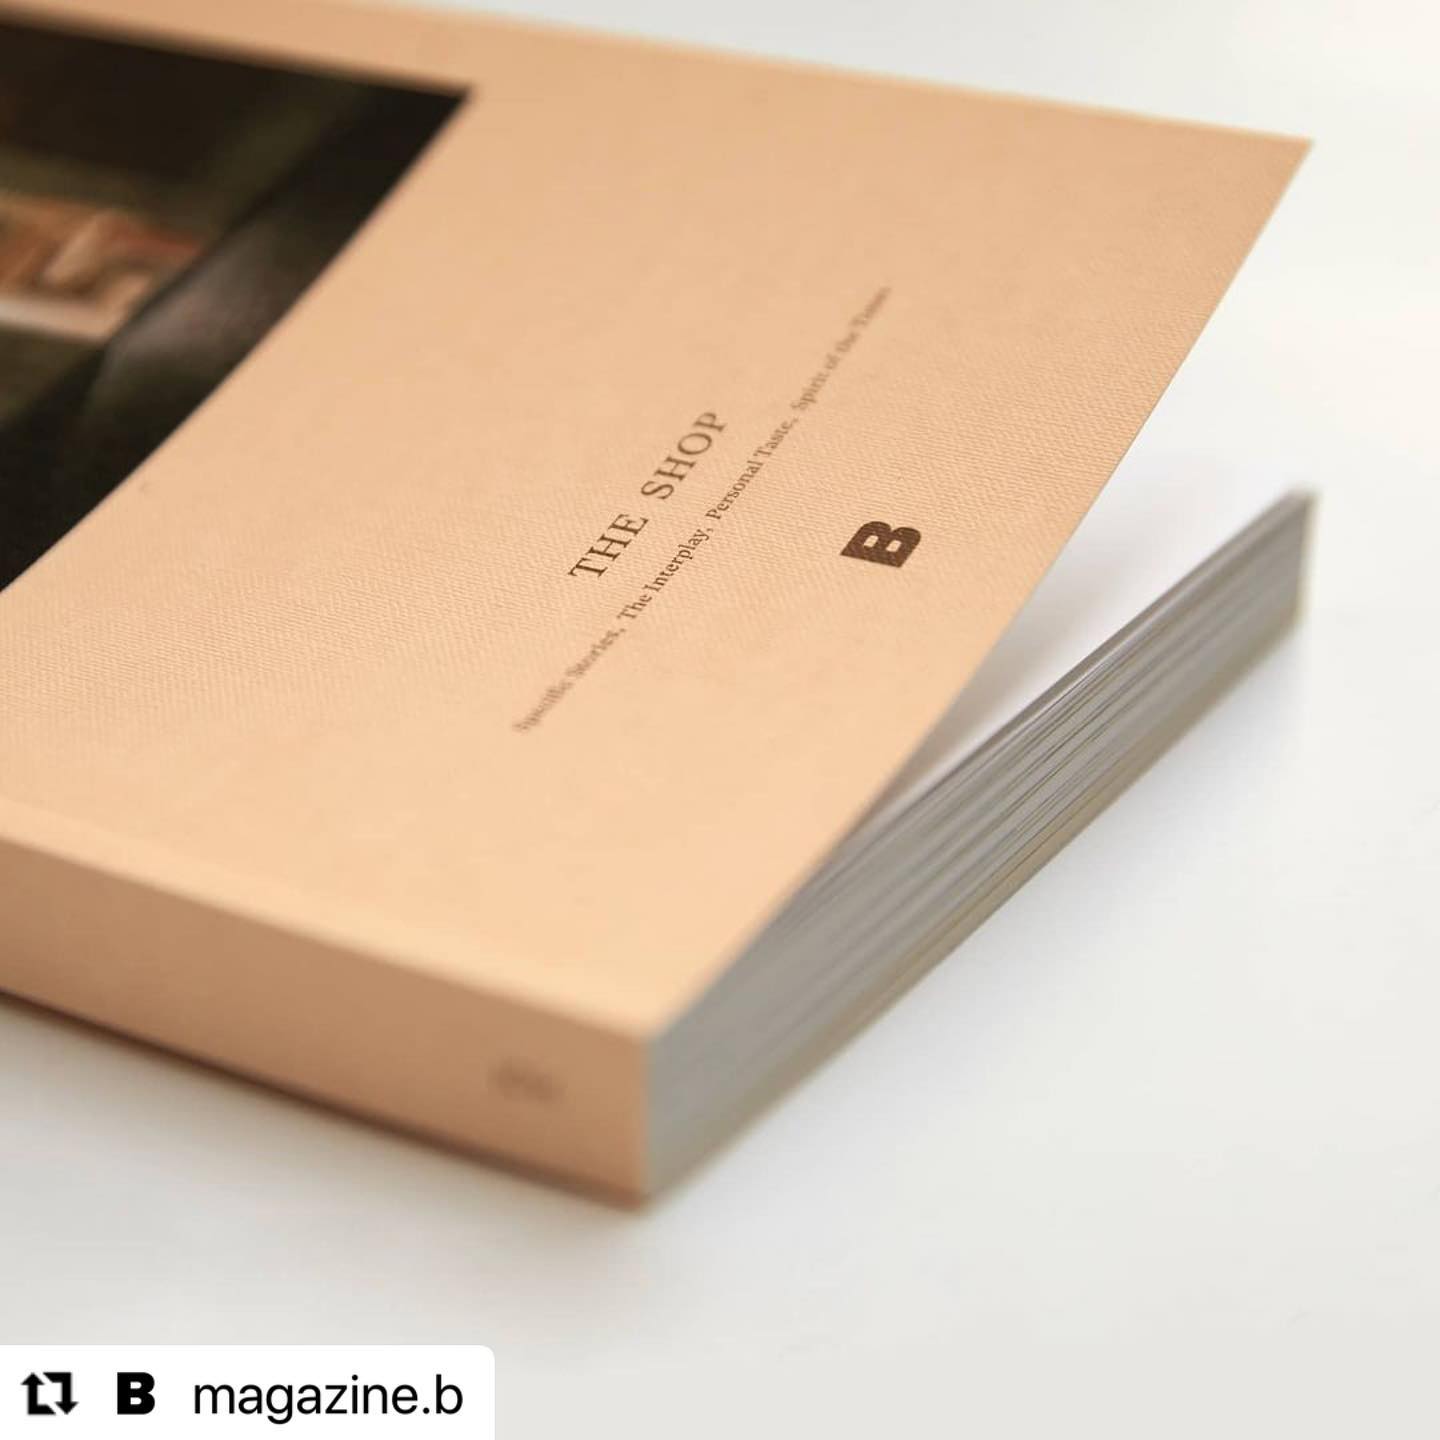 THE SHOP
Specific Stories, The Interplay, Personal Taste, Spirit of the Times
B
B magazine.b